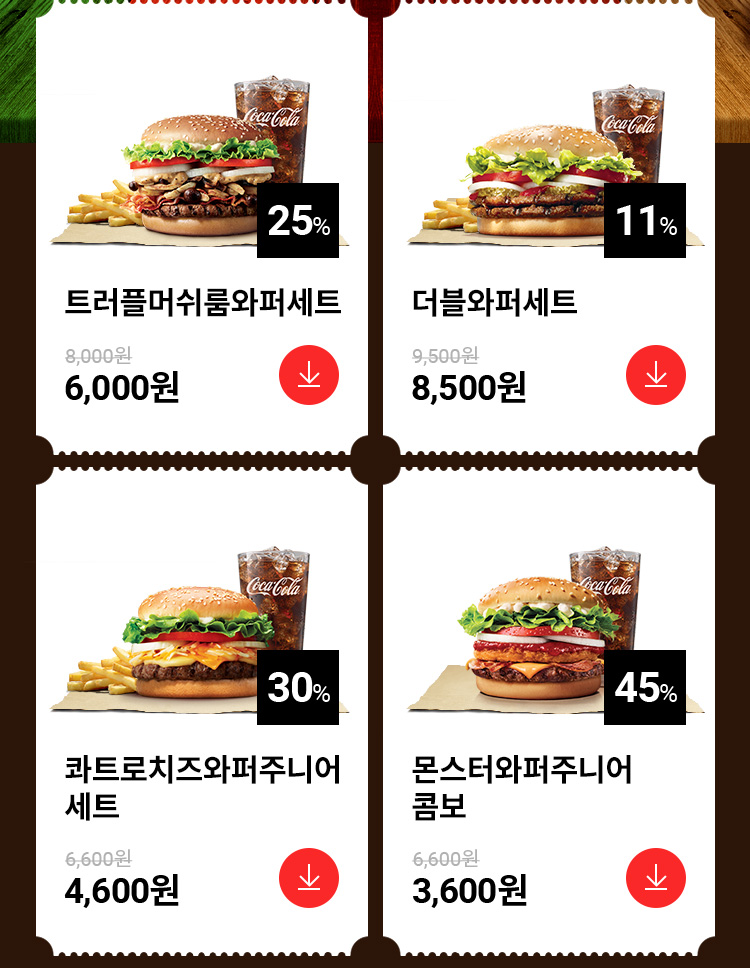 Coca-Cola
25%
트러플머쉬룸와퍼세트
8,000원
6,000원
Coca-Cola
11%
더블와퍼세트
9,500원
8,500원
Coca-Cola
30%
콰트로치즈와퍼주니어
세트
6,600원
4,600원
Coca-Cola
45%
몬스터와퍼주니어
콤보
6,600원
3,600원